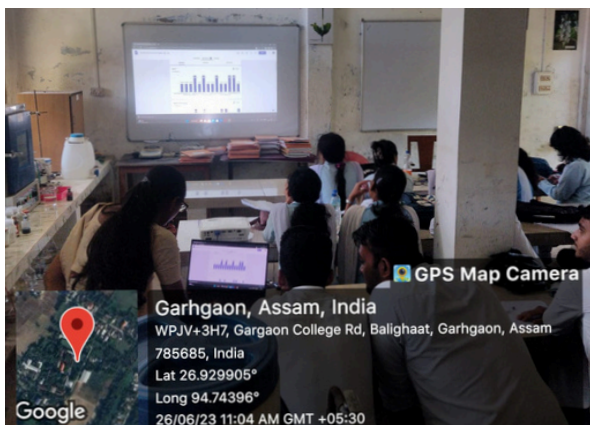 GPS Map Camera
Garhgaon, Assam, India
WPJV+3H7, Gargaon College Rd, Balighaat, Garhgaon, Assam
785685, India
Lat 26.929905°
Long 94.74396°
26/06/23 11:04 AM GMT +05:30
Google